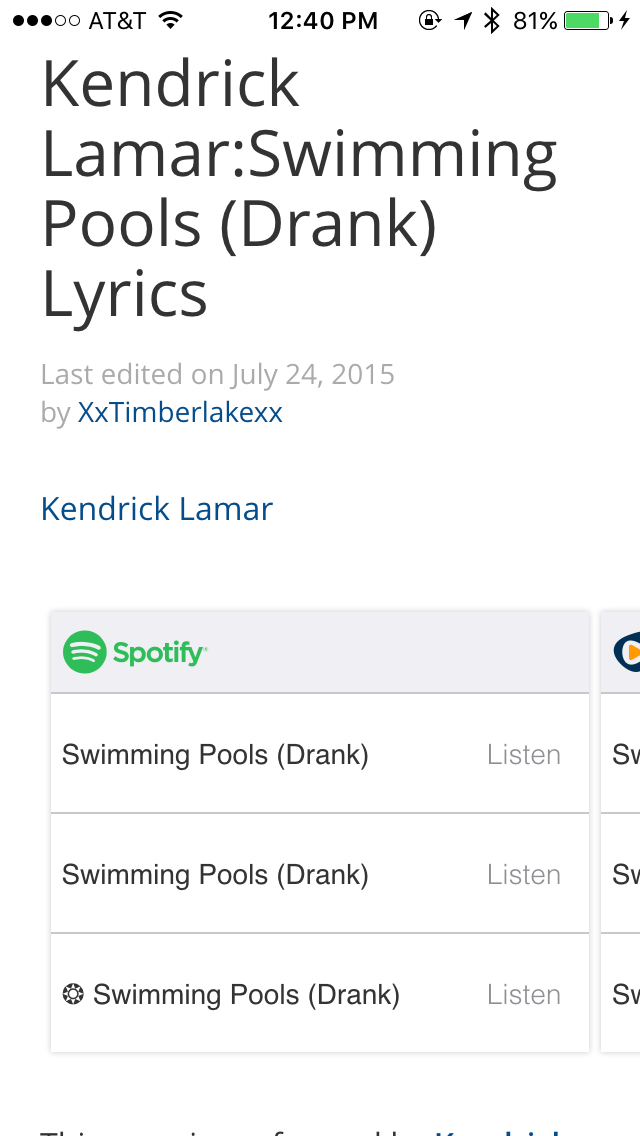 AT&T 12:40 PM 81%
Kendrick
Lamar:Swimming
Pools (Drank)
Lyrics
Last edited on July 24, 2015
by XxTimberlakexx
Kendrick Lamar
Spotify
Swimming Pools (Drank) Listen Sw
Swimming Pools (Drank) Listen Sw
Swimming Pools (Drank) Listen Sw